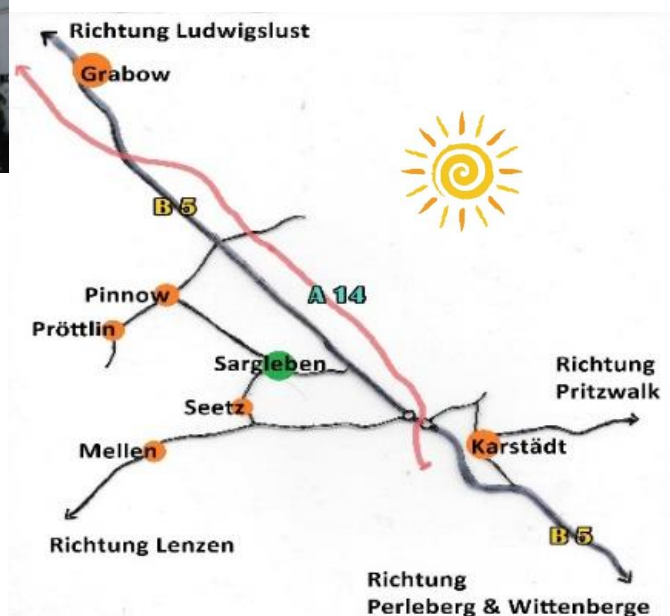 Richtung Ludwigslust
Grabow
B 5
Pinnow
A 14
Pröttlin
Sargleben
Richtung
Pritzwalk
Seetz
Mellen
Karstädt
Richtung Lenzen
B 5
Richtung
Perleberg & Wittenberge